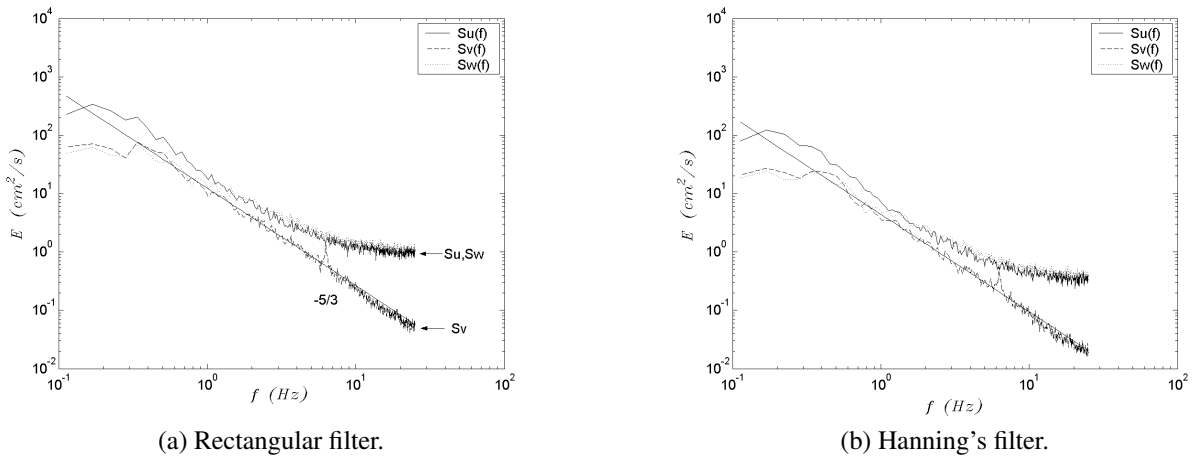 10^4
10^3
10^2
10^1
10^0
10^-1
10^-2
E (cm^2/s)
10^-1
10^0
10^1
10^2
f (Hz)
Su(f)
Sv(f)
Sw(f)
Su,Sw
-5/3
Sv
(a) Rectangular filter.
10^4
10^3
10^2
10^1
10^0
10^-1
10^-2
E (cm^2/s)
10^-1
10^0
10^1
10^2
f (Hz)
Su(f)
Sv(f)
Sw(f)
(b) Hanning's filter.